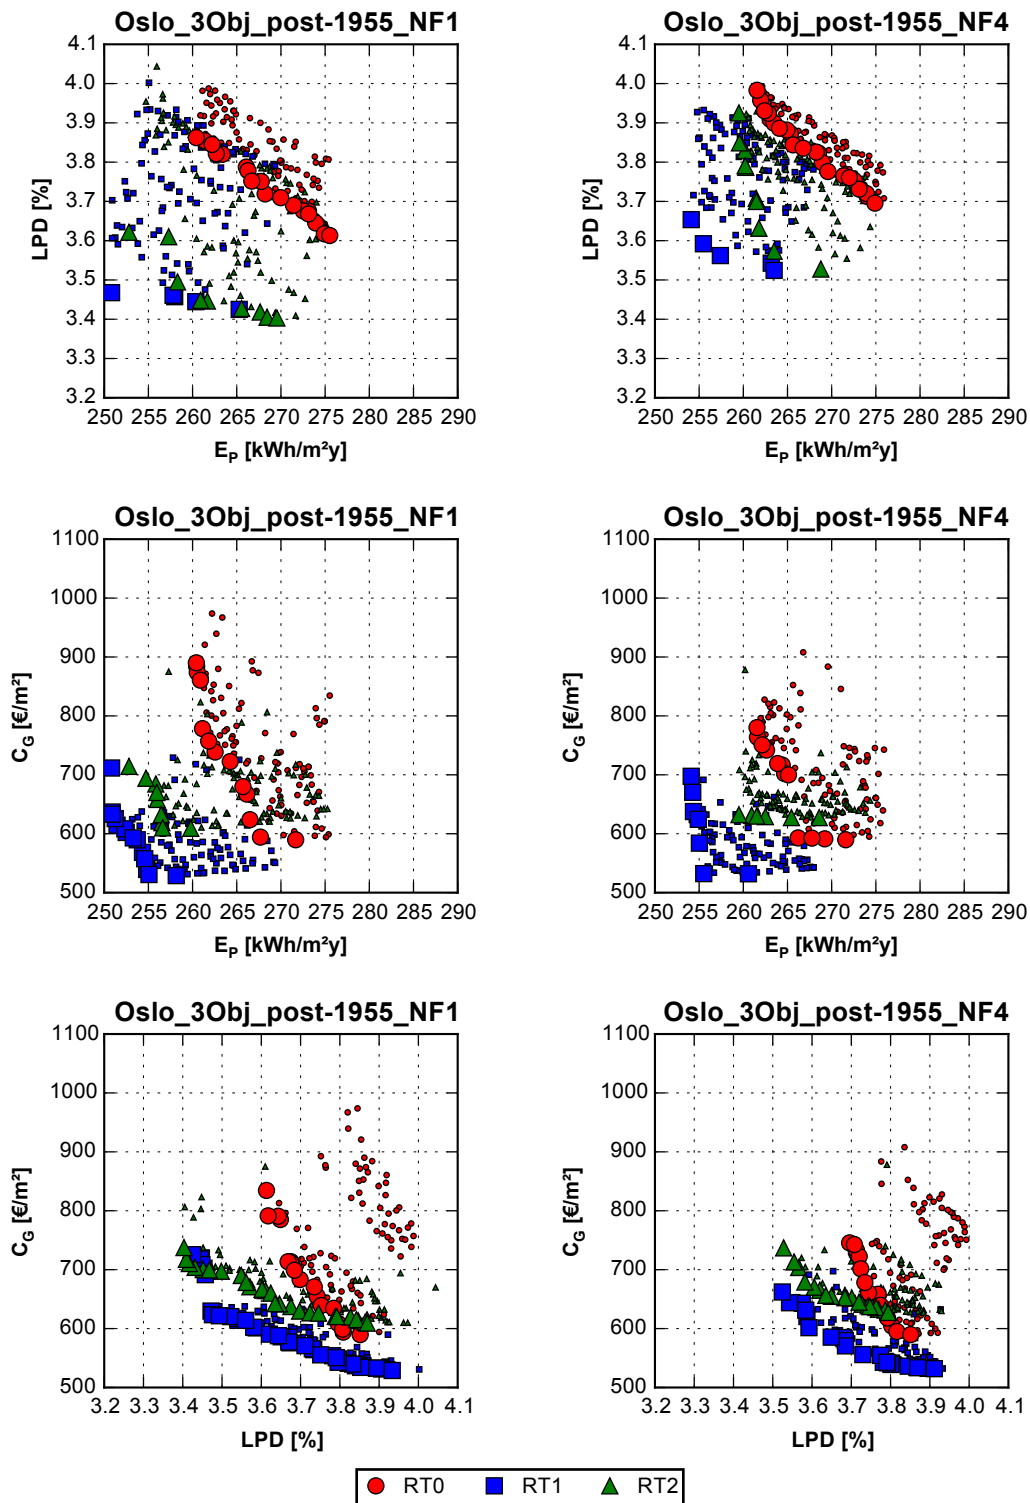 Oslo_3Obj_post-1955_NF1
4.1
4.0
3.9
3.8
3.7
3.6
3.5
3.4
3.3
3.2
LPD [%]
250 255 260 265 270 275 280 285 290
E_P [kWh/m²y]
Oslo_3Obj_post-1955_NF4
4.1
4.0
3.9
3.8
3.7
3.6
3.5
3.4
3.3
3.2
LPD [%]
250 255 260 265 270 275 280 285 290
E_P [kWh/m²y]
Oslo_3Obj_post-1955_NF1
1100
1000
900
800
700
600
500
C_G [€/m²]
250 255 260 265 270 275 280 285 290
E_P [kWh/m²y]
Oslo_3Obj_post-1955_NF4
1100
1000
900
800
700
600
500
C_G [€/m²]
250 255 260 265 270 275 280 285 290
E_P [kWh/m²y]
Oslo_3Obj_post-1955_NF1
1100
1000
900
800
700
600
500
C_G [€/m²]
3.2 3.3 3.4 3.5 3.6 3.7 3.8 3.9 4.0 4.1
LPD [%]
Oslo_3Obj_post-1955_NF4
1100
1000
900
800
700
600
500
C_G [€/m²]
3.2 3.3 3.4 3.5 3.6 3.7 3.8 3.9 4.0 4.1
LPD [%]
RT0 RT1 RT2